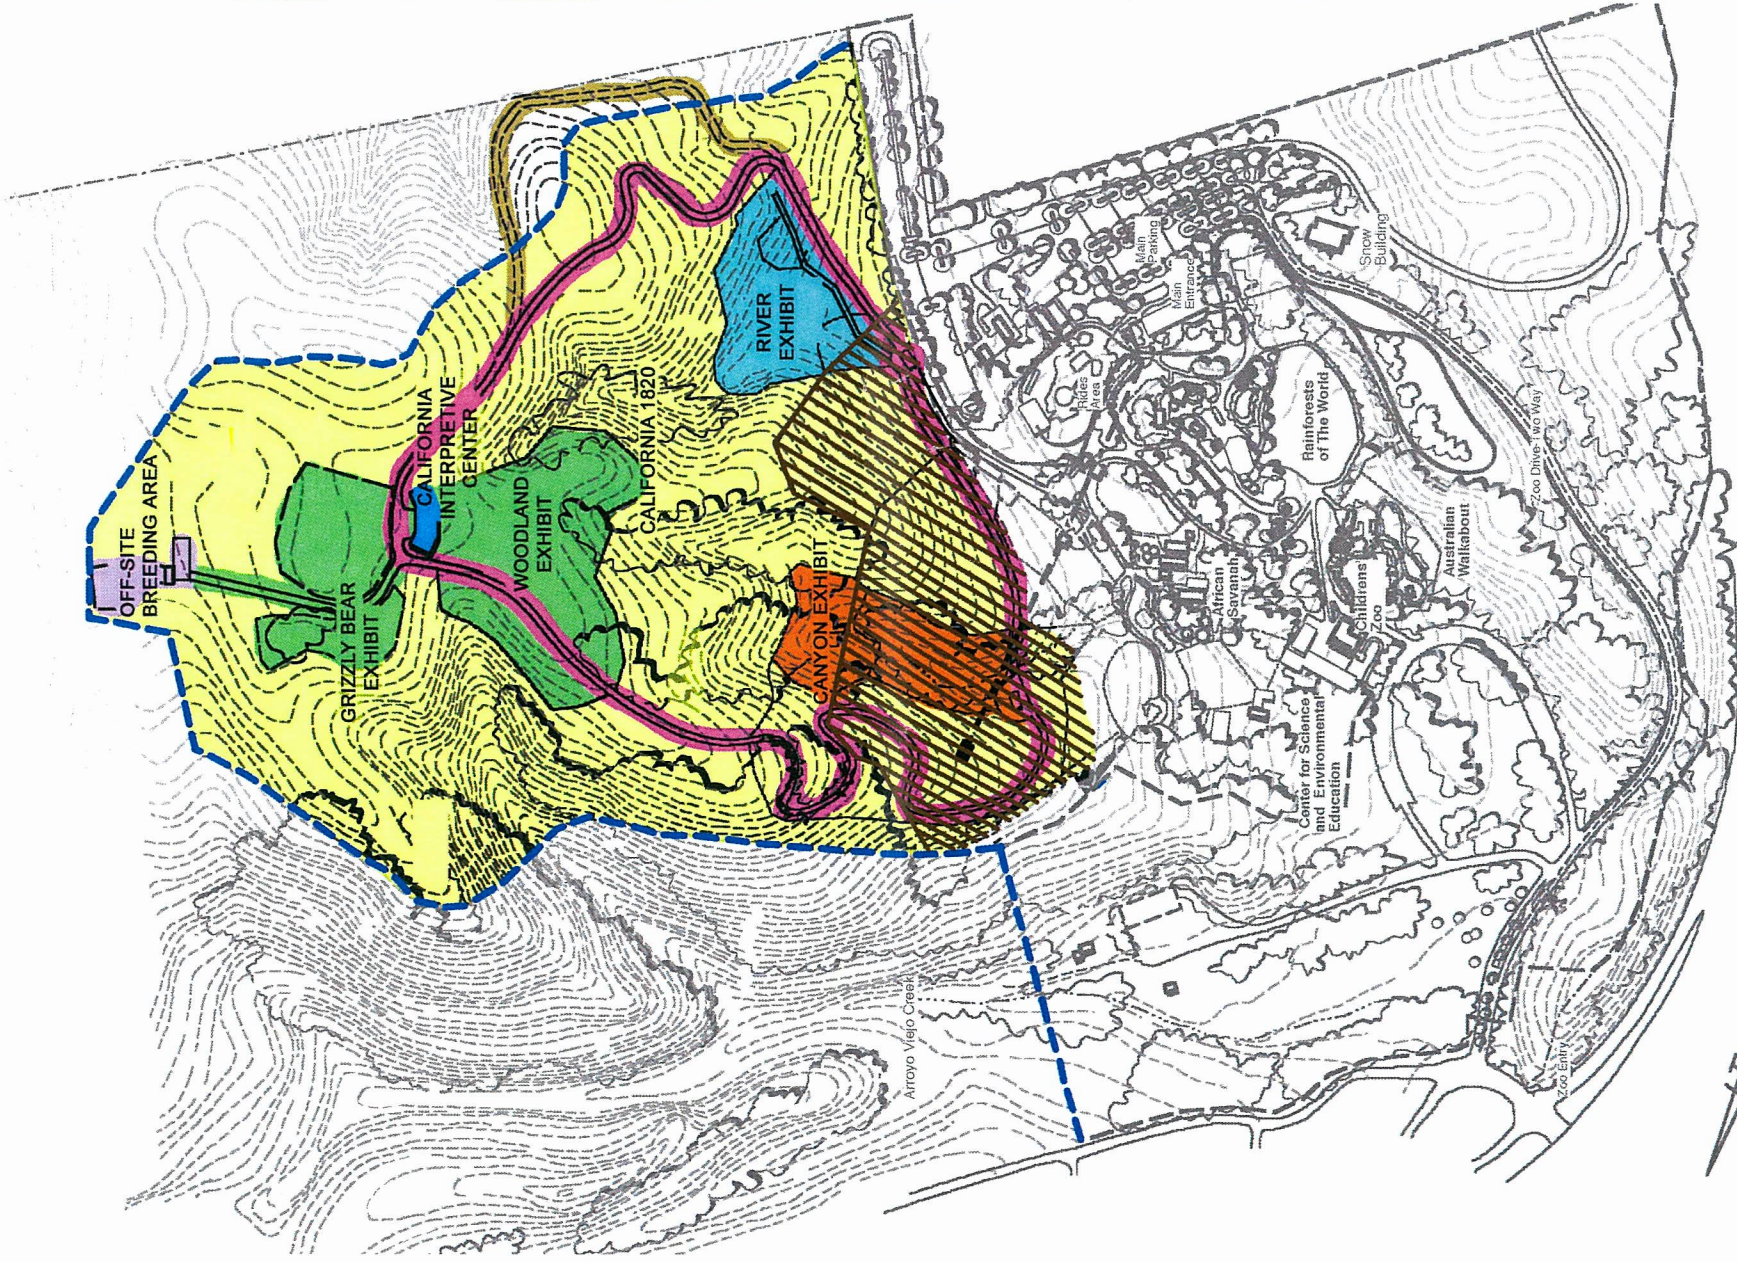 OFF-SITE
BREEDING AREA
GRIZZLY BEAR
EXHIBIT
CALIFORNIA
INTERPRETIVE
CENTER
WOODLAND
EXHIBIT
CALIFORNIA 1820
RIVER
EXHIBIT
CANYON EXHIBIT
Arroyo Viejo Creek
Main
Parking
Main
Entrance
Rides
Area
Snow
Building
Rainforests
of The World
African
Savanah
Childrens'
Zoo
Australian
Walkabout
Center for Science
and Environmental
Education
Zoo Drive-Two Way
Zoo Entry